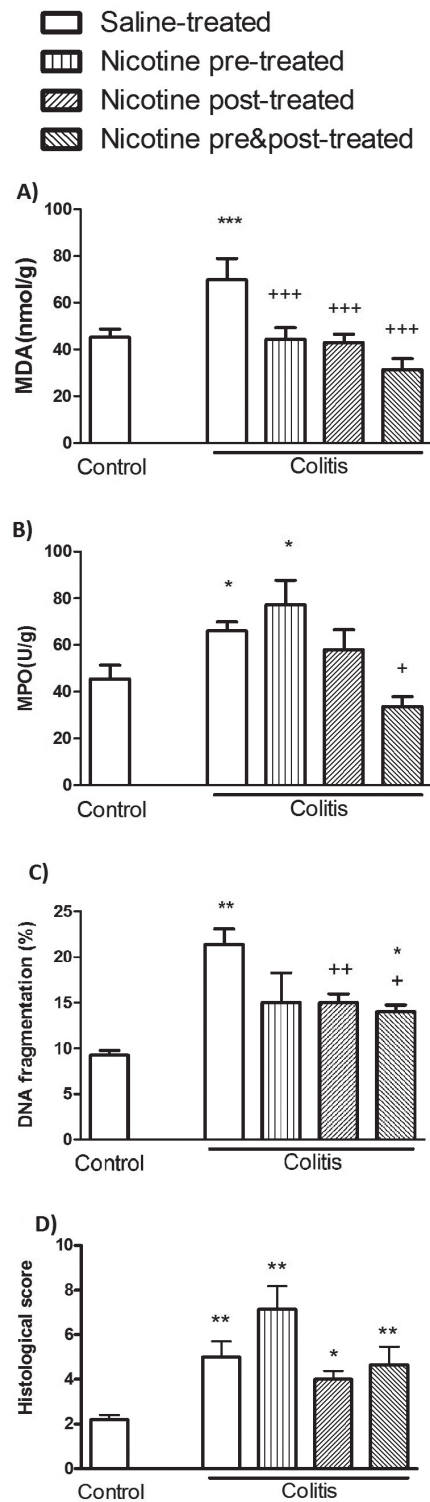 Saline-treated
Nicotine pre-treated
Nicotine post-treated
Nicotine pre&post-treated
A)
MDA(nmol/g)
100
80
60
40
20
0
***
+++
+++
+++
Control
Colitis
B)
MPO(U/g)
100
80
60
40
20
0
*
*
+
Control
Colitis
C)
DNA fragmentation (%)
25
20
15
10
5
0
**
++
*
+
Control
Colitis
D)
Histological score
10
8
6
4
2
0
**
**
*
**
Control
Colitis